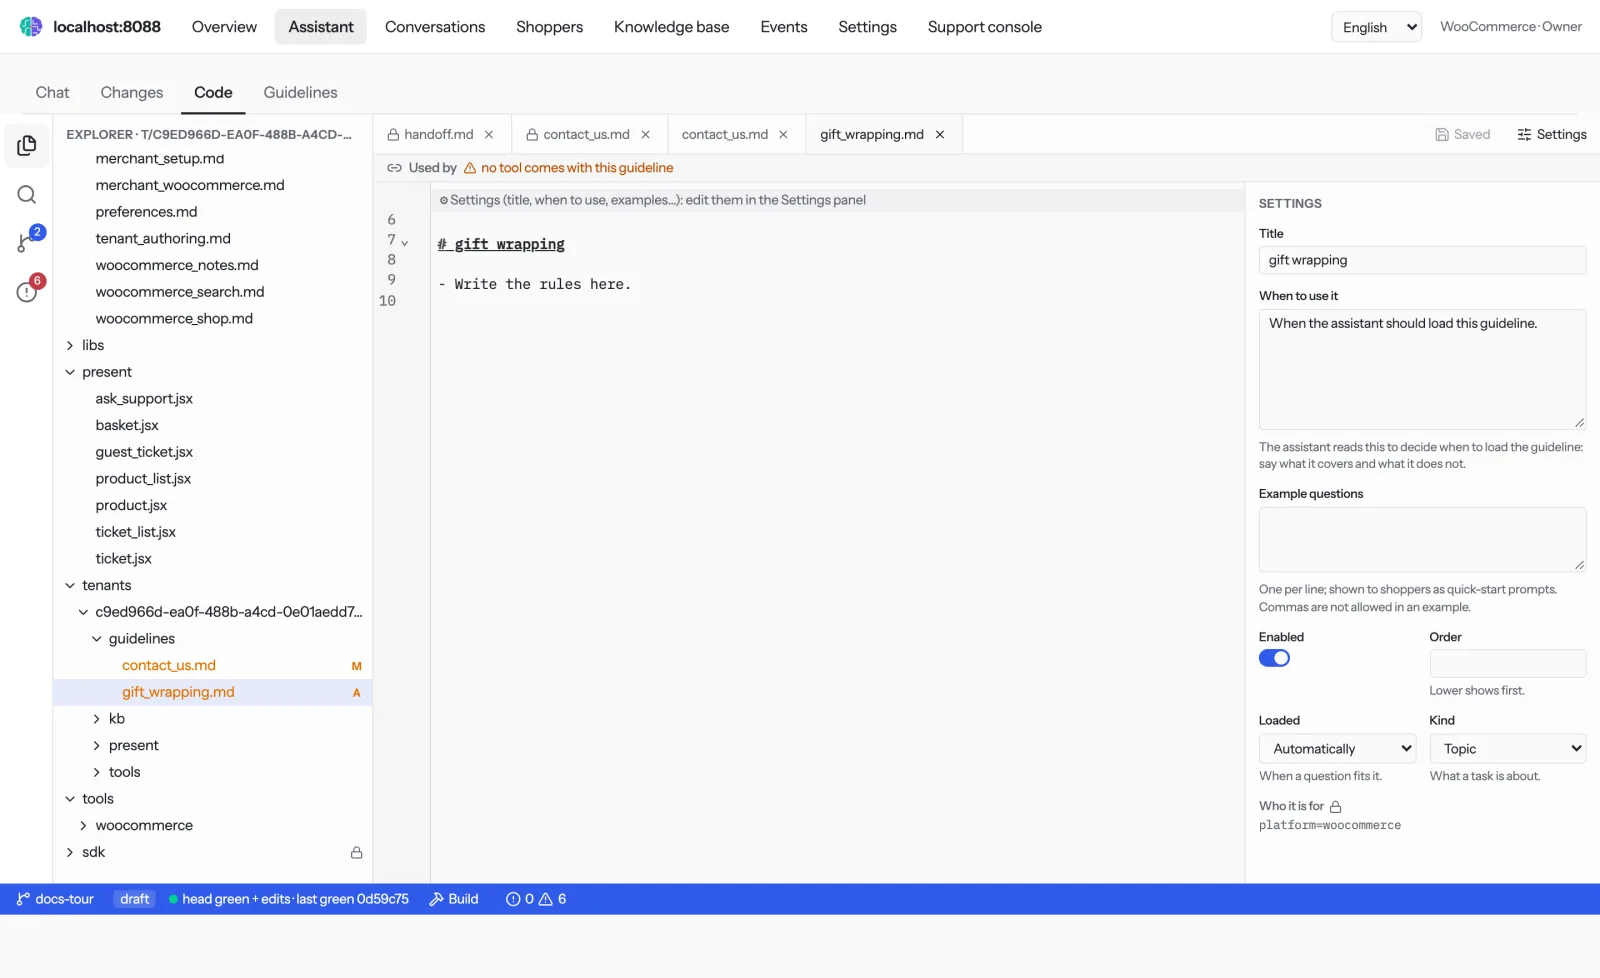 localhost:8088
Overview
Assistant
Conversations
Shoppers
Knowledge base
Events
Settings
Support console
English
WooCommerce · Owner
Chat
Changes
Code
Guidelines
EXPLORER · T/C9ED966D-EA0F-488B-A4CD-...
merchant_setup.md
merchant_woocommerce.md
preferences.md
2
tenant_authoring.md
woocommerce_notes.md
6
woocommerce_search.md
woocommerce_shop.md
libs
present
ask_support.jsx
basket.jsx
guest_ticket.jsx
product_list.jsx
product.jsx
ticket_list.jsx
ticket.jsx
tenants
c9ed966d-ea0f-488b-a4cd-0e01aedd7...
guidelines
contact_us.md M
gift_wrapping.md A
kb
present
tools
tools
woocommerce
sdk
handoff.md
contact_us.md
contact_us.md
gift_wrapping.md
Saved
Settings
Used by no tool comes with this guideline
Settings (title, when to use, examples...): edit them in the Settings panel
6
7 # gift wrapping
8
9 - Write the rules here.
10
SETTINGS
Title
gift wrapping
When to use it
When the assistant should load this guideline.
The assistant reads this to decide when to load the guideline:
say what it covers and what it does not.
Example questions
One per line; shown to shoppers as quick-start prompts.
Commas are not allowed in an example.
Enabled
Order
Lower shows first.
Loaded
Kind
Automatically
Topic
When a question fits it.
What a task is about.
Who it is for
platform=woocommerce
docs-tour
draft
head green + edits · last green 0d59c75
Build
0
6